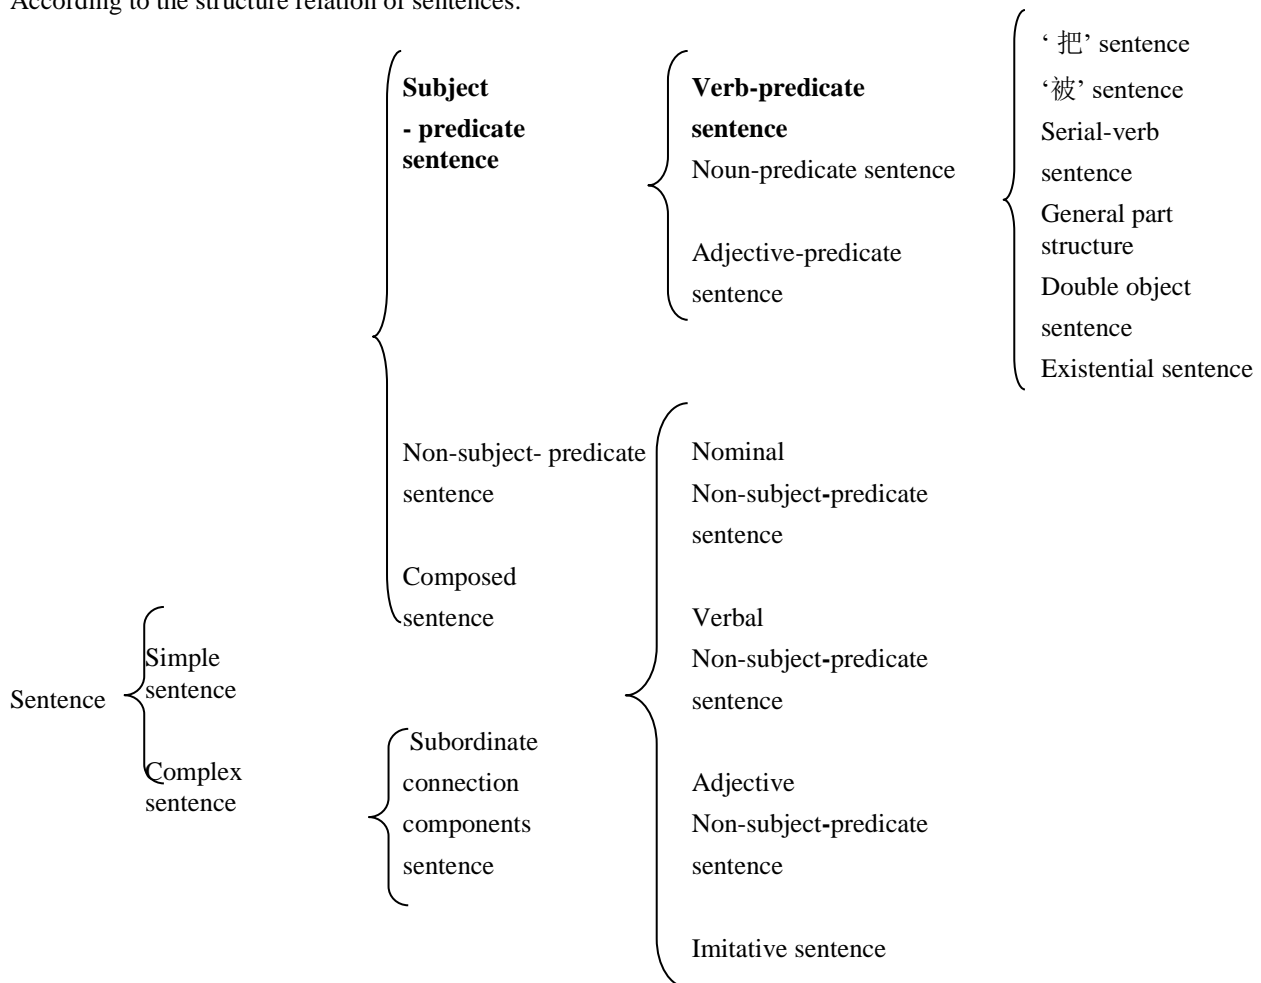 According to the structure relation of sentences:
‘ 把’ sentence
‘被’ sentence
Serial-verb
sentence
General part
structure
Double object
sentence
Existential sentence
Subject
- predicate
sentence
Verb-predicate
sentence
Noun-predicate sentence
Adjective-predicate
sentence
Non-subject- predicate
sentence
Composed
sentence
Nominal
Non-subject-predicate
sentence
Verbal
Non-subject-predicate
sentence
Adjective
Non-subject-predicate
sentence
Imitative sentence
Sentence
Simple
sentence
Complex
sentence
Subordinate
connection
components
sentence